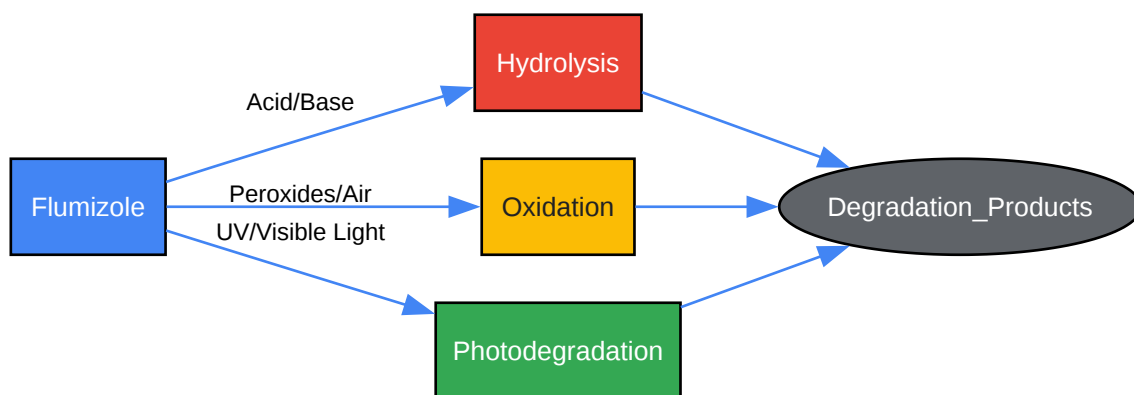 Hydrolysis
Acid/Base
Flumizole
Peroxides/Air
Oxidation
Degradation_Products
UV/Visible Light
Photodegradation